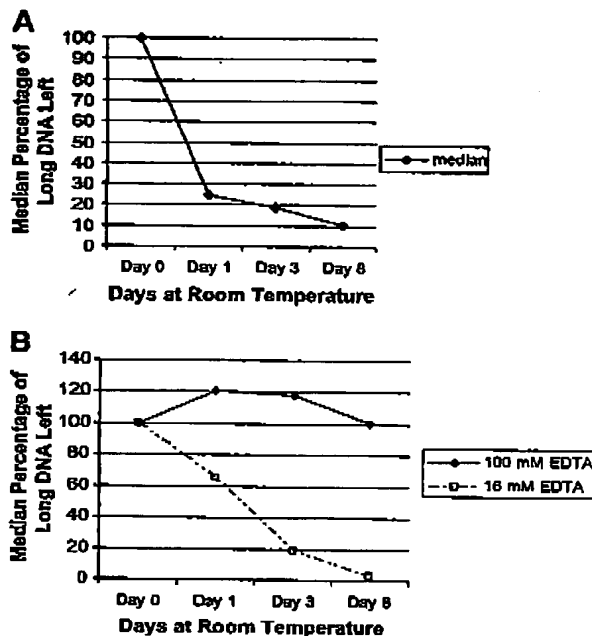 A
Median Percentage of
Long DNA Left
100
90
80
70
60
50
40
30
20
10
0
Day 0 Day 1 Day 3 Day 8
Days at Room Temperature
median
B
Median Percentage of
Long DNA Left
140
120
100
80
60
40
20
0
Day 0 Day 1 Day 3 Day 8
Days at Room Temperature
100 mM EDTA
16 mM EDTA